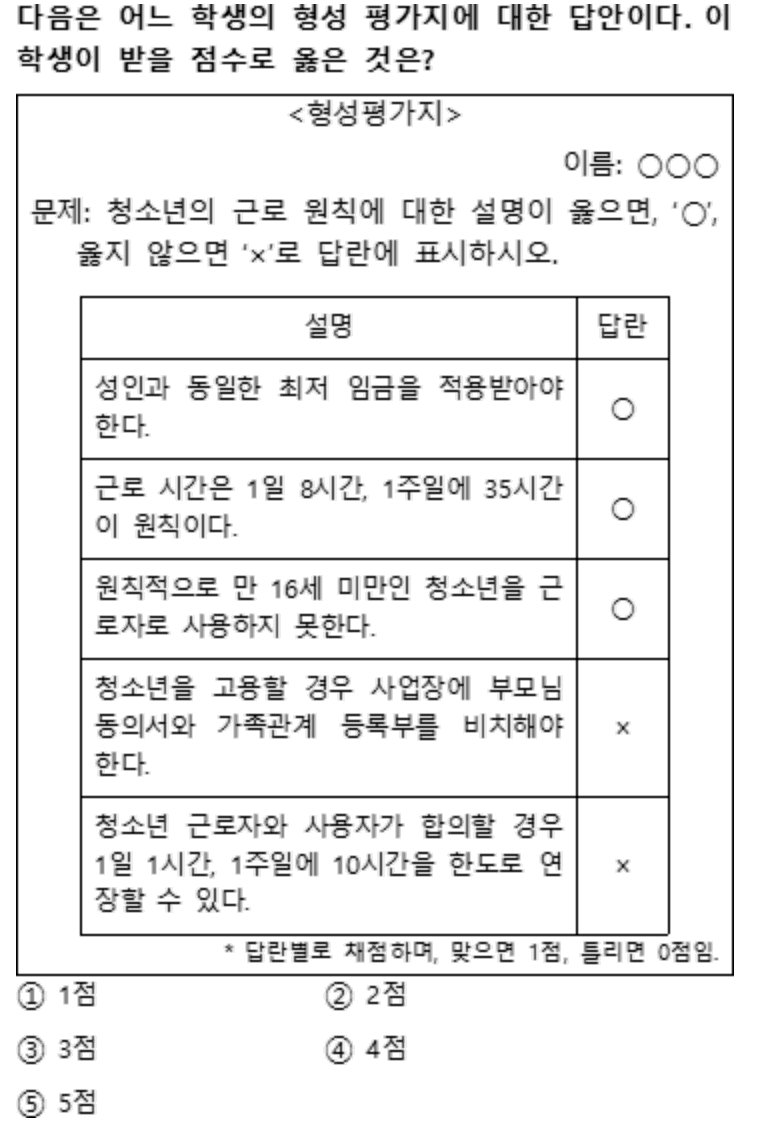 다음은 어느 학생의 형성 평가지에 대한 답안이다. 이
학생이 받을 점수로 옳은 것은?
<형성평가지>
이름: ○○○
문제: 청소년의 근로 원칙에 대한 설명이 옳으면, ‘○’,
옳지 않으면 ‘×’로 답란에 표시하시오.
설명 답란
성인과 동일한 최저 임금을 적용받아야
한다.
○
근로 시간은 1일 8시간, 1주일에 35시간
이 원칙이다.
○
원칙적으로 만 16세 미만인 청소년을 근
로자로 사용하지 못한다.
○
청소년을 고용할 경우 사업장에 부모님
동의서와 가족관계 등록부를 비치해야
한다.
×
청소년 근로자와 사용자가 합의할 경우
1일 1시간, 1주일에 10시간을 한도로 연
장할 수 있다.
×
* 답란별로 채점하며, 맞으면 1점, 틀리면 0점임.
① 1점 ② 2점
③ 3점 ④ 4점
⑤ 5점